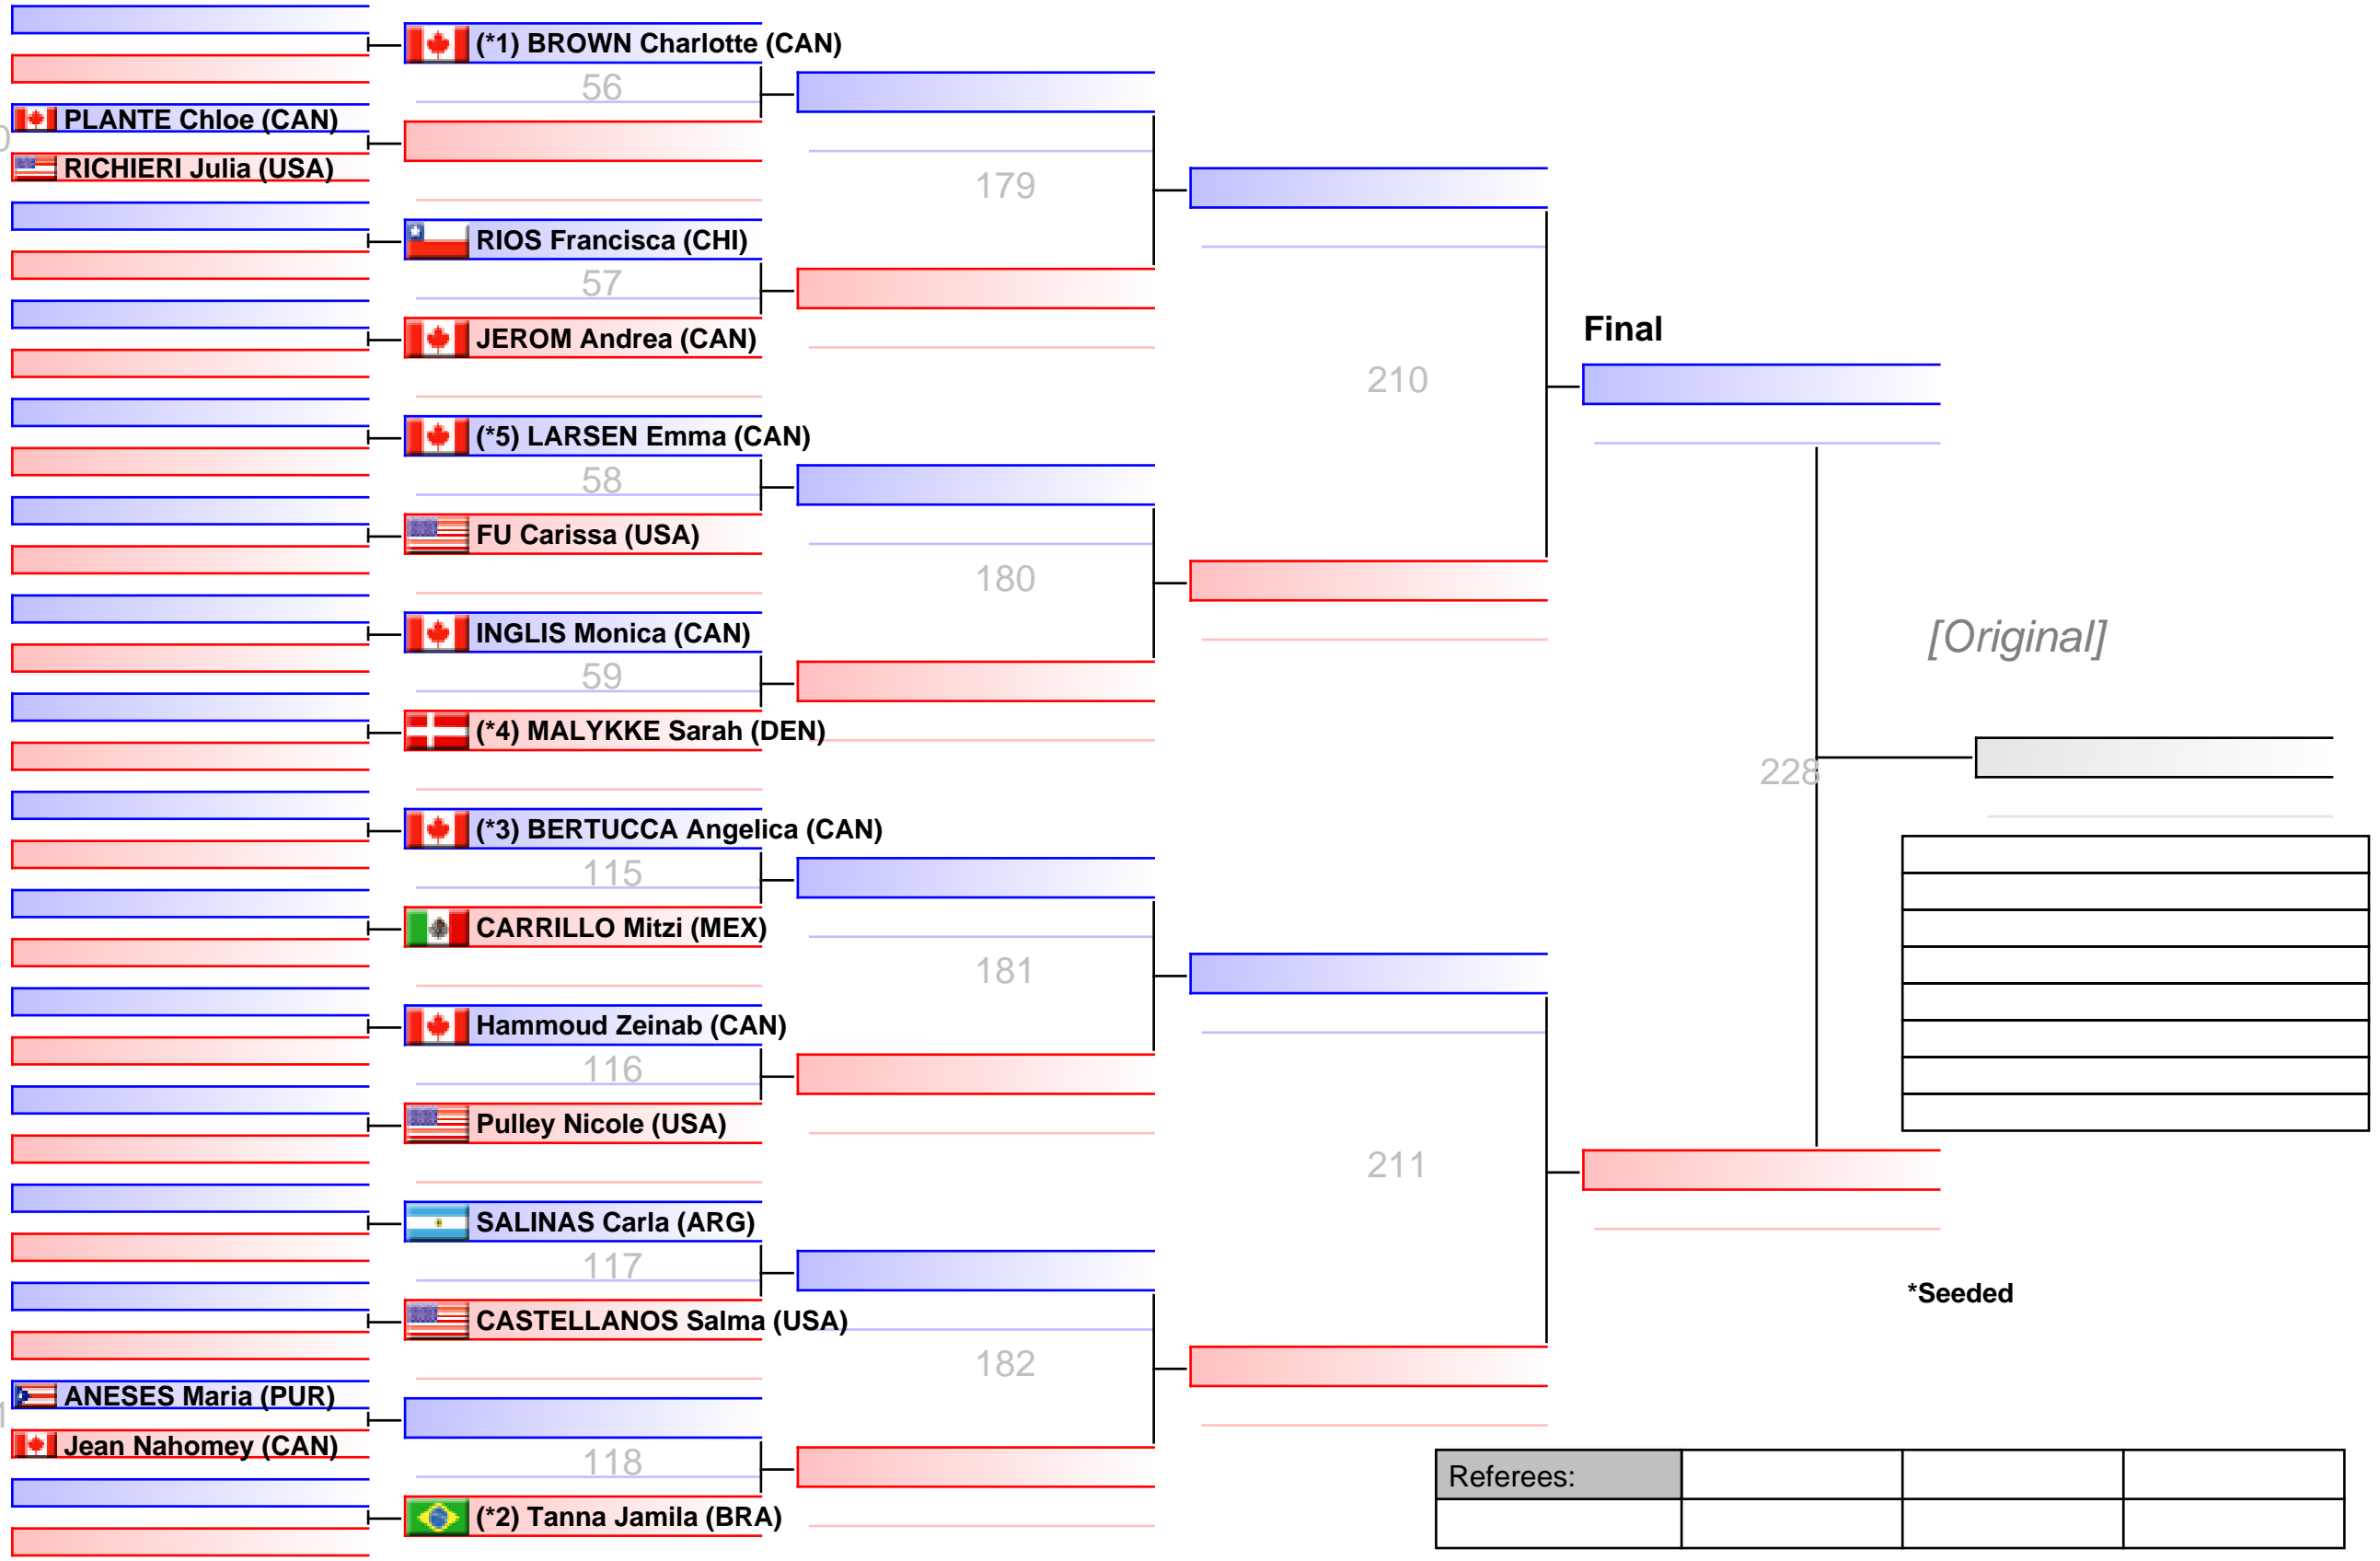 (*1) BROWN Charlotte (CAN)
56
PLANTE Chloe (CAN)
RICHIERI Julia (USA)
179
RIOS Francisca (CHI)
57
JEROM Andrea (CAN)
Final
210
(*5) LARSEN Emma (CAN)
58
FU Carissa (USA)
180
INGLIS Monica (CAN)
[Original]
59
(*4) MALYKKE Sarah (DEN)
228
(*3) BERTUCCA Angelica (CAN)
115
CARRILLO Mitzi (MEX)
181
Hammoud Zeinab (CAN)
116
Pulley Nicole (USA)
211
SALINAS Carla (ARG)
117
*Seeded
CASTELLANOS Salma (USA)
182
ANESES Maria (PUR)
Jean Nahomey (CAN)
118
Referees:
(*2) Tanna Jamila (BRA)